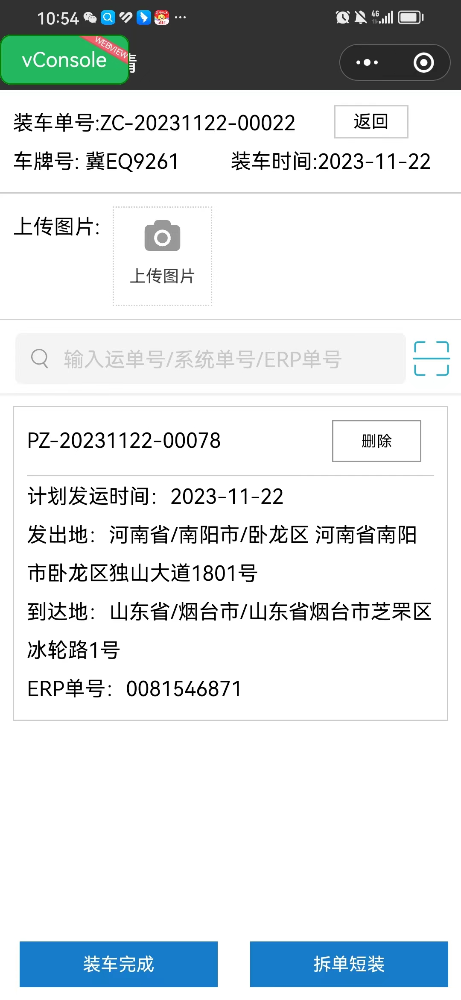 10:54
4G
vConsole
WEBVIEW
装车单号:ZC-20231122-00022
返回
车牌号: 冀EQ9261
装车时间:2023-11-22
上传图片:
上传图片
输入运单号/系统单号/ERP单号
PZ-20231122-00078
删除
计划发运时间：2023-11-22
发出地：河南省/南阳市/卧龙区 河南省南阳
市卧龙区独山大道1801号
到达地：山东省/烟台市/山东省烟台市芝罘区
冰轮路1号
ERP单号：0081546871
装车完成
拆单短装